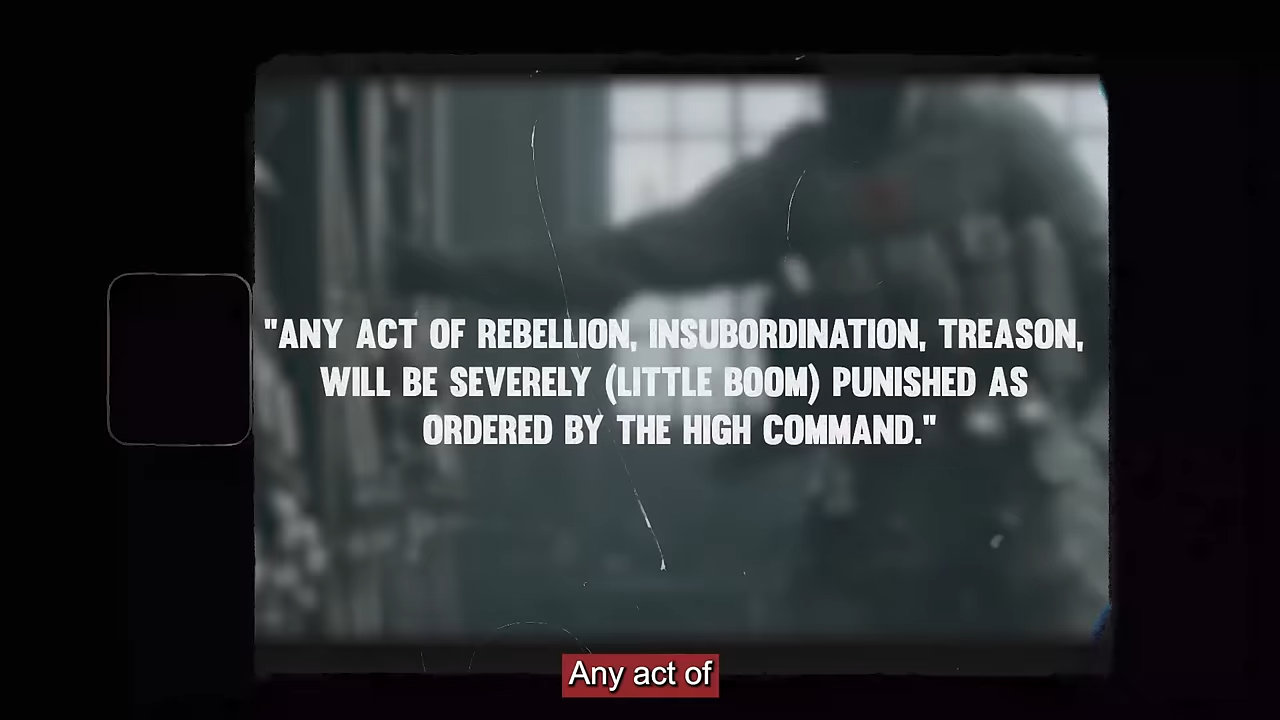 "ANY ACT OF REBELLION, INSUBORDINATION, TREASON,
WILL BE SEVERELY (LITTLE BOOM) PUNISHED AS
ORDERED BY THE HIGH COMMAND."
Any act of